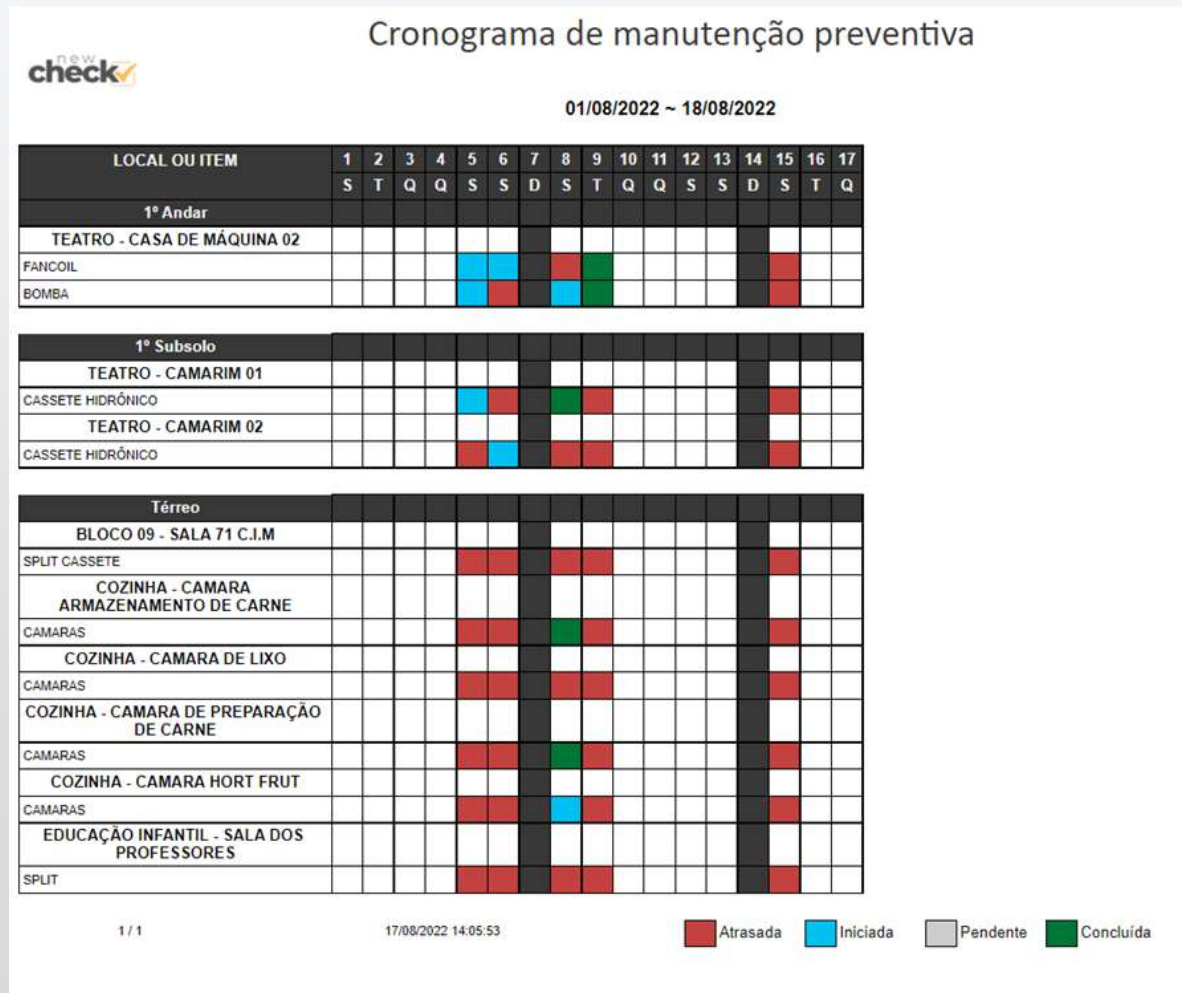 Cronograma de manutenção preventiva
new
check
01/08/2022 ~ 18/08/2022
LOCAL OU ITEM 1 2 3 4 5 6 7 8 9 10 11 12 13 14 15 16 17
S T Q Q S S D S T Q Q S S D S T Q
1º Andar
TEATRO - CASA DE MÁQUINA 02
FANCOIL
BOMBA
1º Subsolo
TEATRO - CAMARIM 01
CASSETE HIDRÔNICO
TEATRO - CAMARIM 02
CASSETE HIDRÔNICO
Térreo
BLOCO 09 - SALA 71 C.I.M
SPLIT CASSETE
COZINHA - CAMARA
ARMAZENAMENTO DE CARNE
CAMARAS
COZINHA - CAMARA DE LIXO
CAMARAS
COZINHA - CAMARA DE PREPARAÇÃO
DE CARNE
CAMARAS
COZINHA - CAMARA HORT FRUT
CAMARAS
EDUCAÇÃO INFANTIL - SALA DOS
PROFESSORES
SPLIT
1 / 1 17/08/2022 14:05:53 Atrasada Iniciada Pendente Concluída